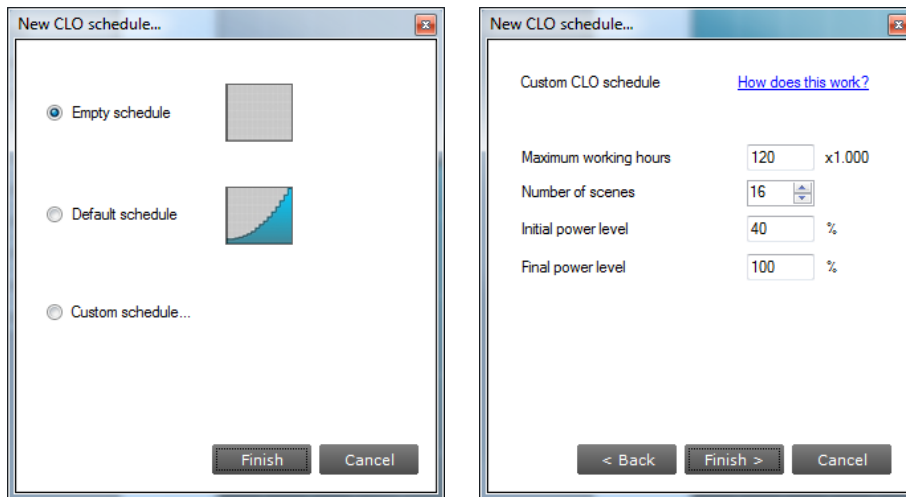 New CLO schedule...
Empty schedule
Default schedule
Custom schedule...
Finish Cancel
New CLO schedule...
Custom CLO schedule How does this work?
Maximum working hours 120 x1.000
Number of scenes 16
Initial power level 40 %
Final power level 100 %
< Back Finish > Cancel